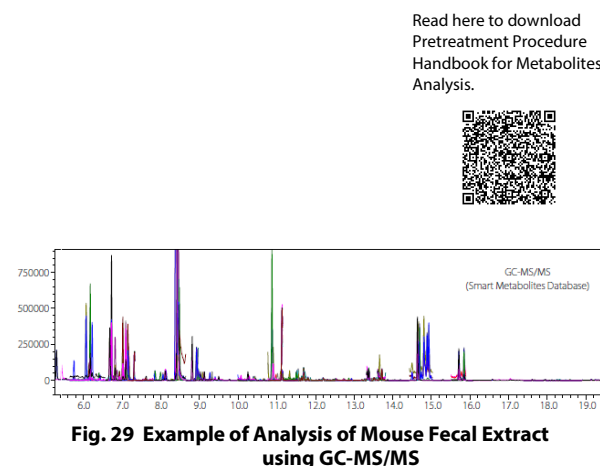 Read here to download
Pretreatment Procedure
Handbook for Metabolites
Analysis.
GC-MS/MS
(Smart Metabolites Database)
750000
500000
250000
0
6.0 7.0 8.0 9.0 10.0 11.0 12.0 13.0 14.0 15.0 16.0 17.0 18.0 19.0
Fig. 29 Example of Analysis of Mouse Fecal Extract
using GC-MS/MS